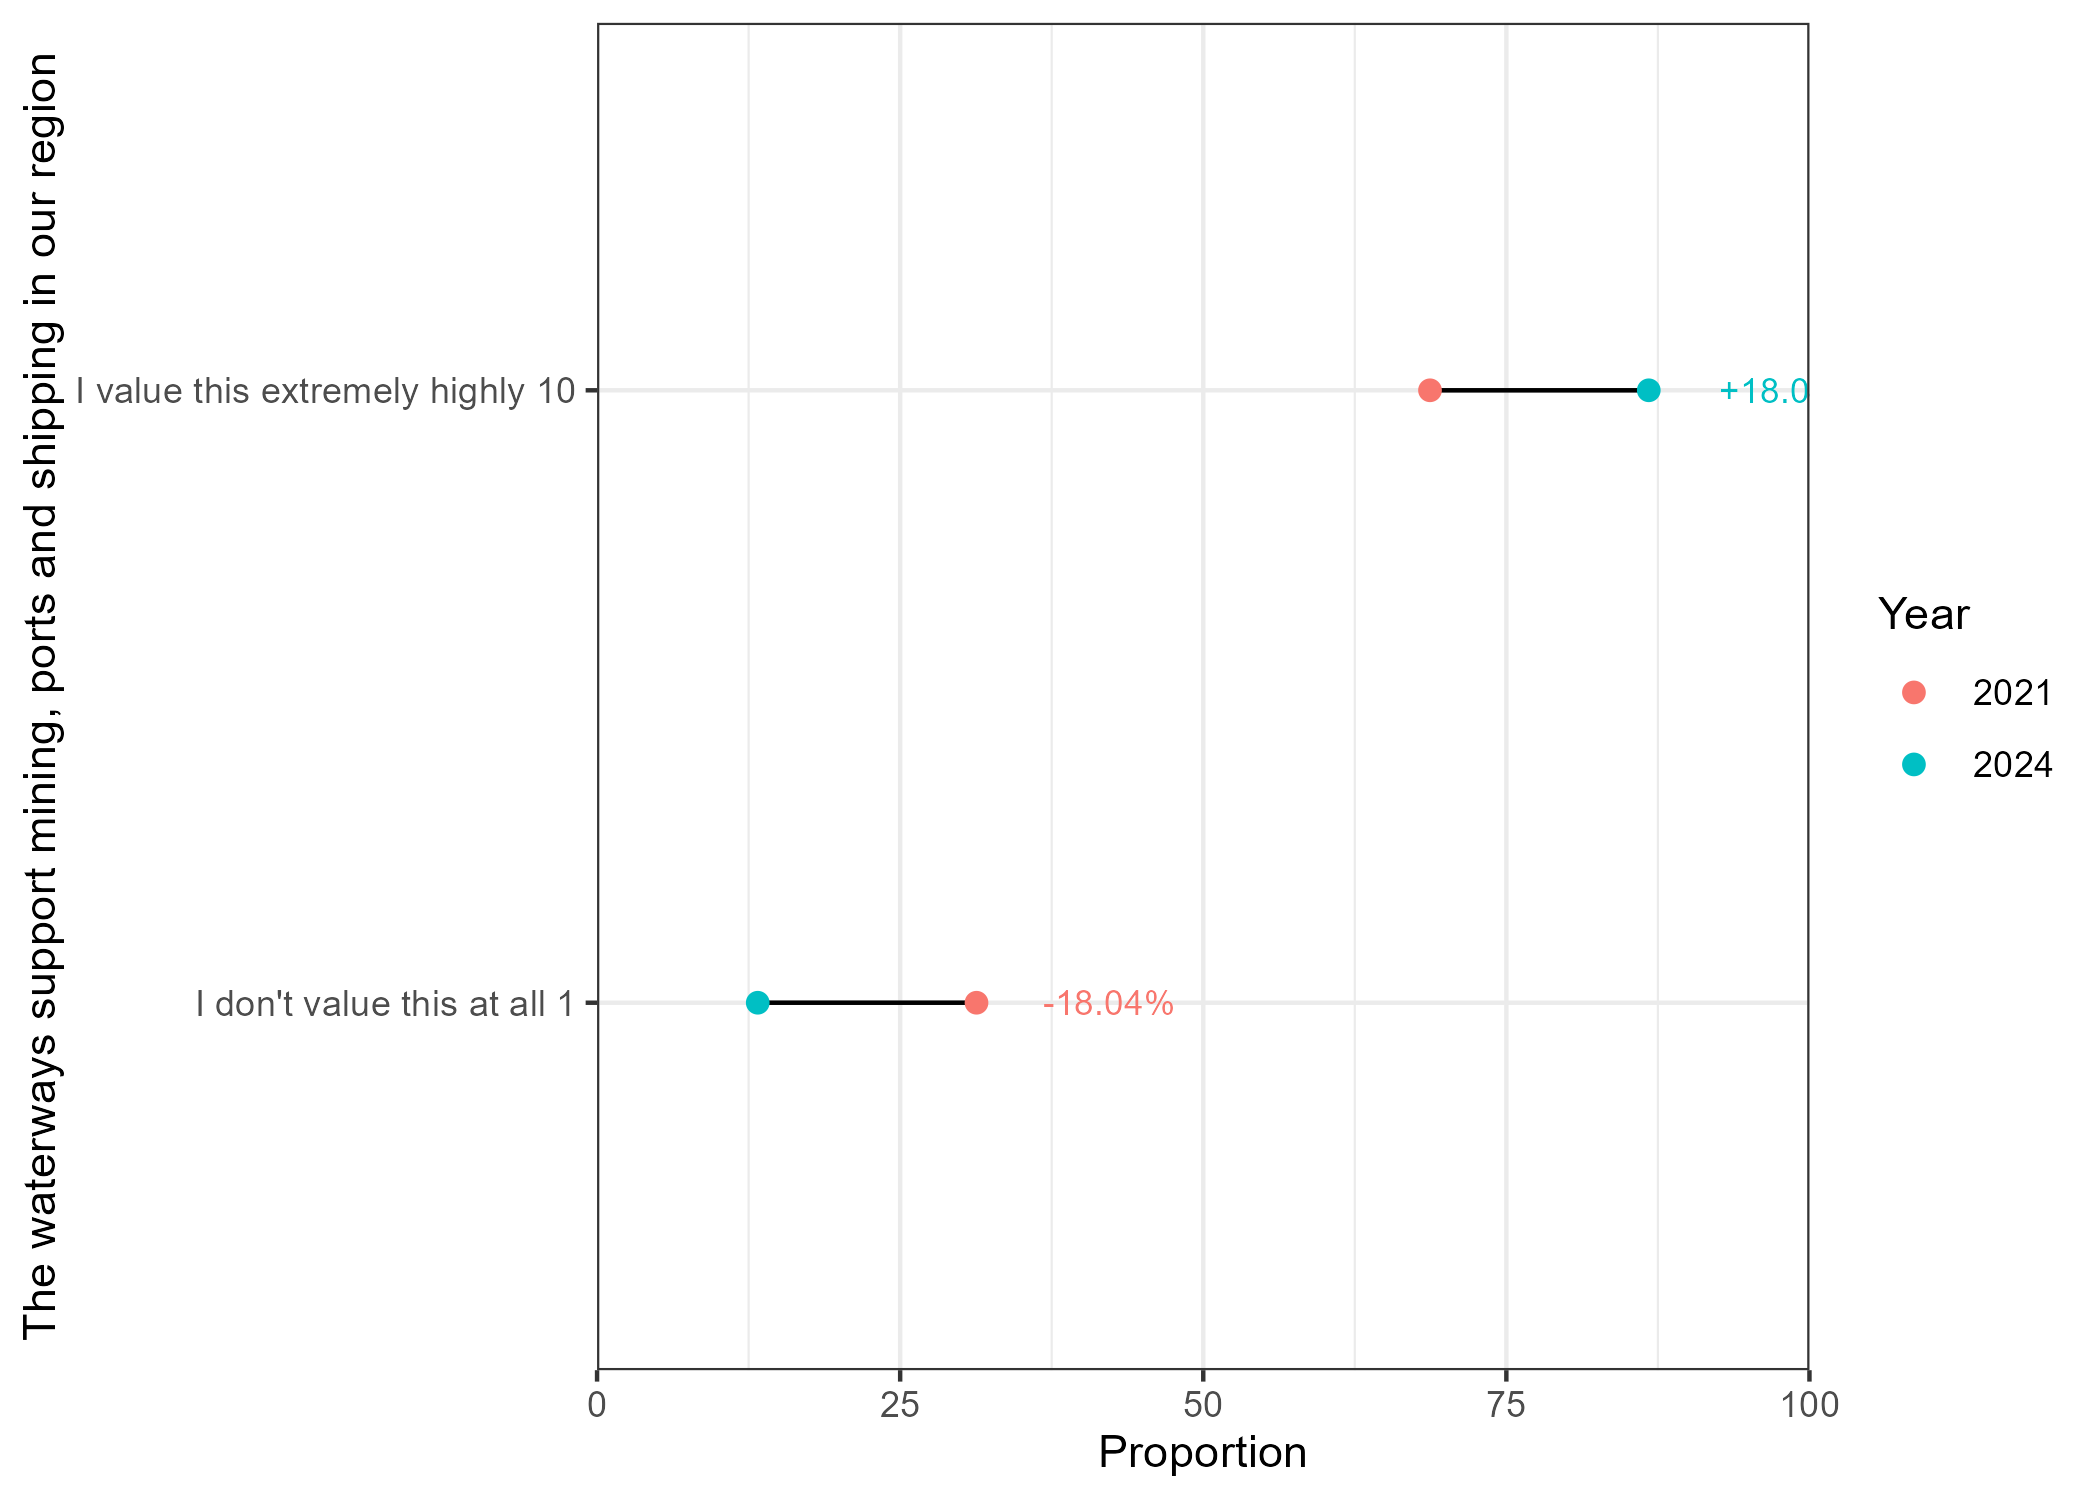 The waterways support mining, ports and shipping in our region
I value this extremely highly 10
+18.0
I don't value this at all 1
-18.04%
0 25 50 75 100
Proportion
Year
2021
2024